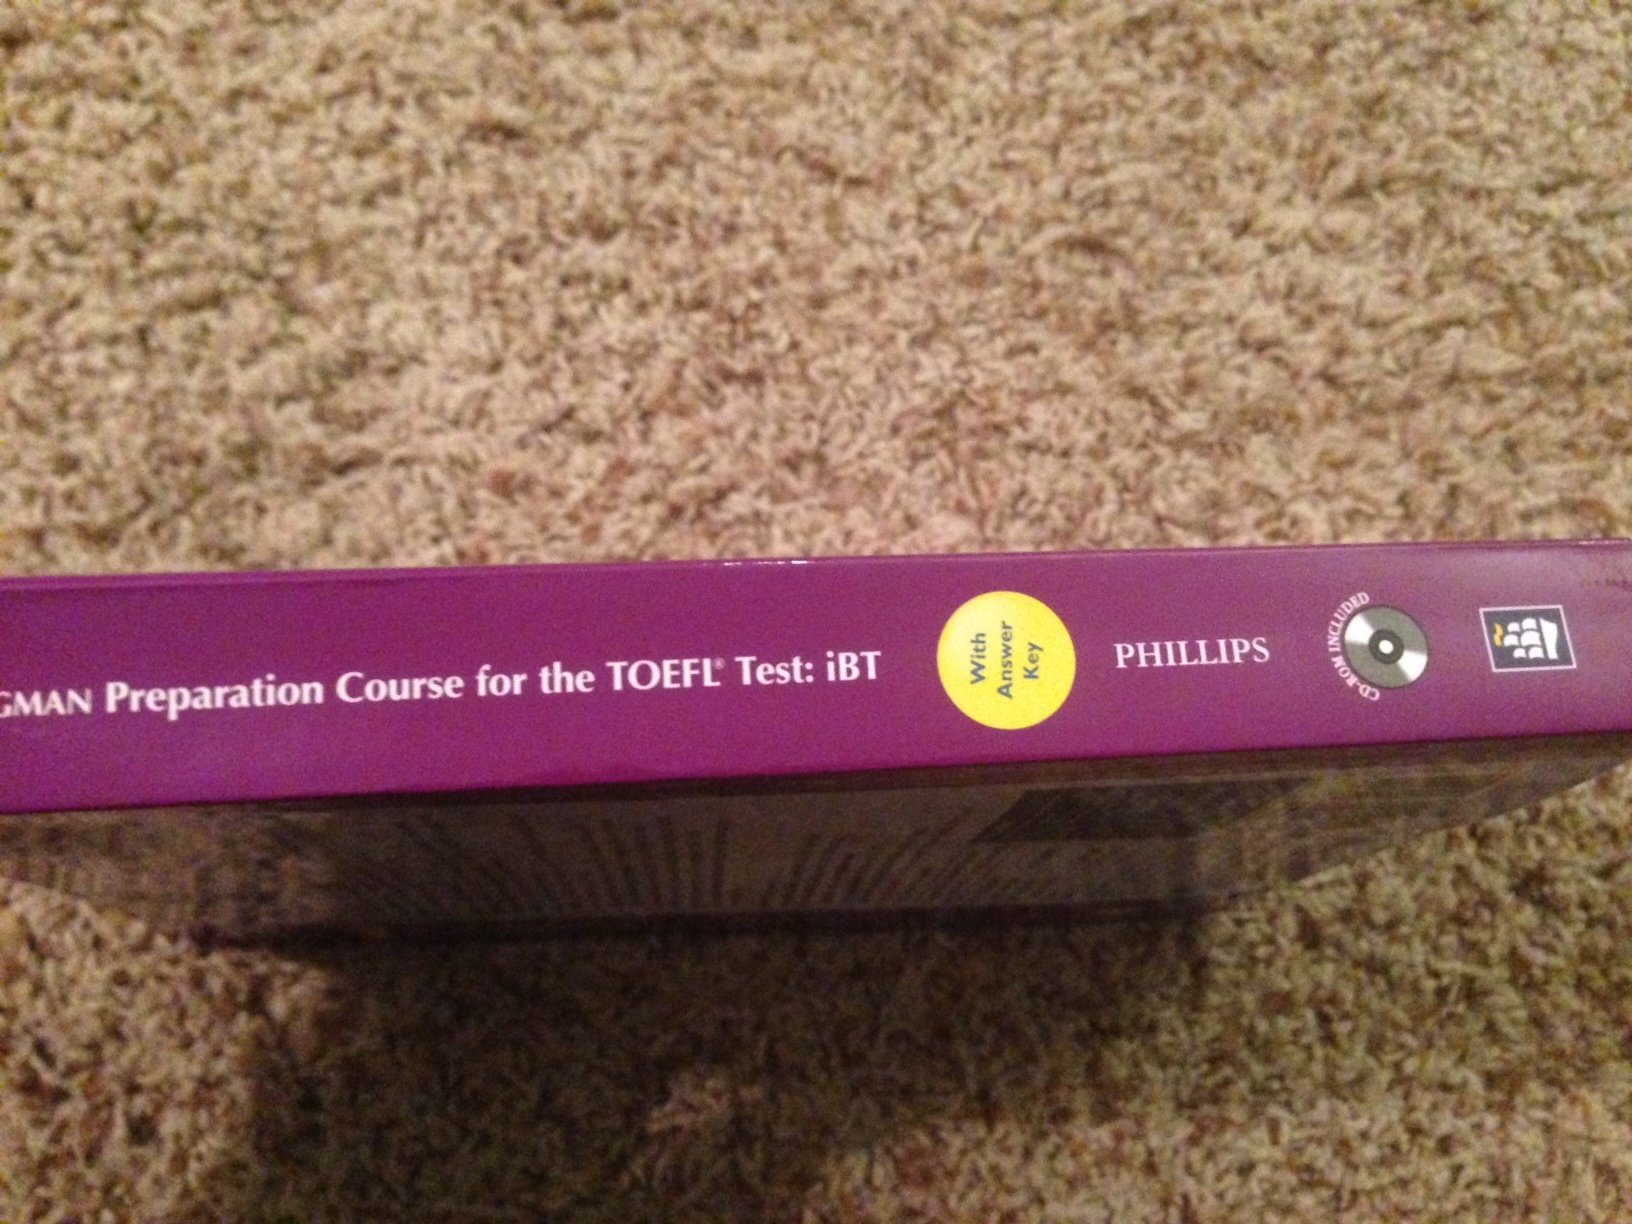 GMAN Preparation Course for the TOEFL® Test: iBT
With
Answer
Key
PHILLIPS
CD-ROM INCLUDED